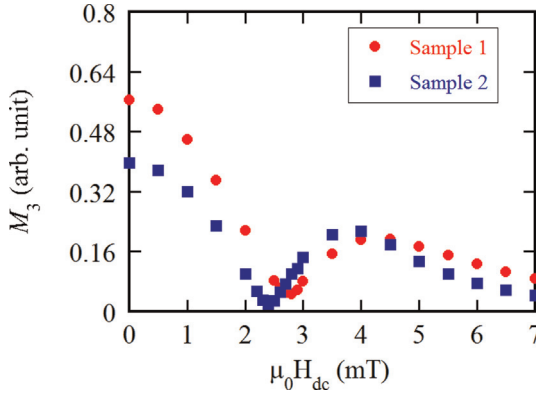 0.8
0.64
0.48
0.32
0.16
0
M3 (arb. unit)
Sample 1
Sample 2
0 1 2 3 4 5 6 7
μ0Hdc (mT)